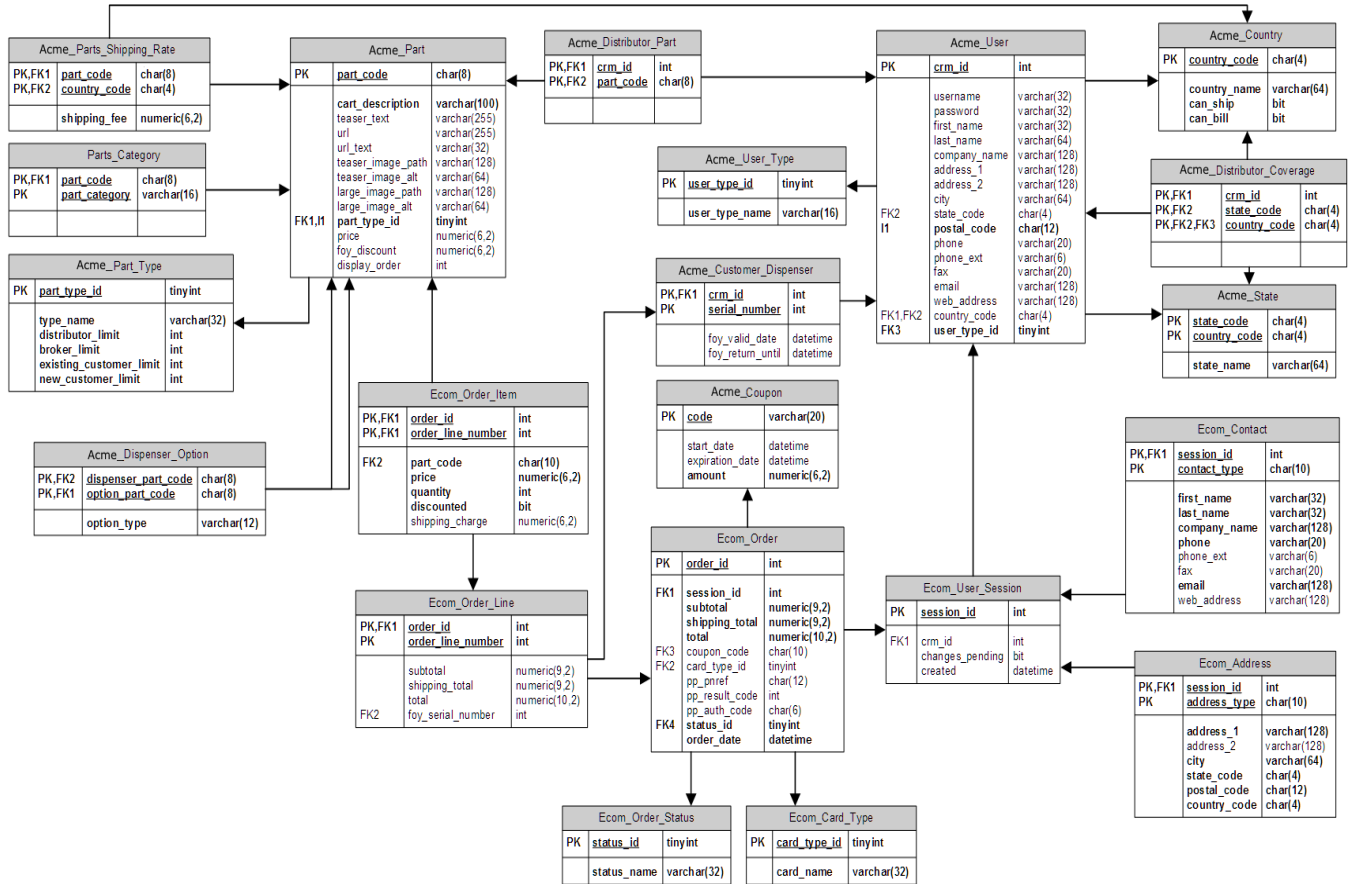 Acme_Parts_Shipping_Rate
PK,FK1 part_code char(8)
PK,FK2 country_code char(4)
shipping_fee numeric(6,2)
Parts_Category
PK,FK1 part_code char(8)
PK part_category varchar(16)
Acme_Part_Type
PK part_type_id tinyint
type_name varchar(32)
distributor_limit int
broker_limit int
existing_customer_limit int
new_customer_limit int
Acme_Part
PK part_code char(8)
cart_description varchar(100)
teaser_text varchar(255)
url varchar(255)
url_text varchar(32)
teaser_image_path varchar(128)
teaser_image_alt varchar(64)
large_image_path varchar(128)
large_image_alt varchar(64)
FK1,I1 part_type_id tinyint
price numeric(6,2)
foy_discount numeric(6,2)
display_order int
Acme_Distributor_Part
PK,FK1 crm_id int
PK,FK2 part_code char(8)
Acme_User
PK crm_id int
username varchar(32)
password varchar(32)
first_name varchar(32)
last_name varchar(64)
company_name varchar(128)
address_1 varchar(128)
address_2 varchar(128)
city varchar(64)
FK2 state_code char(4)
I1 postal_code char(12)
phone varchar(20)
phone_ext varchar(6)
fax varchar(20)
email varchar(128)
web_address varchar(128)
FK1,FK2 country_code char(4)
FK3 user_type_id tinyint
Acme_Country
PK country_code char(4)
country_name varchar(64)
can_ship bit
can_bill bit
Acme_User_Type
PK user_type_id tinyint
user_type_name varchar(16)
Acme_Distributor_Coverage
PK,FK1 crm_id int
PK,FK2 state_code char(4)
PK,FK2,FK3 country_code char(4)
Acme_Customer_Dispenser
PK,FK1 crm_id int
PK serial_number int
foy_valid_date datetime
foy_return_until datetime
Acme_State
PK state_code char(4)
PK country_code char(4)
state_name varchar(64)
Ecom_Order_Item
PK,FK1 order_id int
PK,FK1 order_line_number int
FK2 part_code char(10)
price numeric(6,2)
quantity int
discounted bit
shipping_charge numeric(6,2)
Acme_Coupon
PK code varchar(20)
start_date datetime
expiration_date datetime
amount numeric(6,2)
Acme_Dispenser_Option
PK,FK2 dispenser_part_code char(8)
PK,FK1 option_part_code char(8)
option_type varchar(12)
Ecom_Contact
PK,FK1 session_id int
PK contact_type char(10)
first_name varchar(32)
last_name varchar(32)
company_name varchar(128)
phone varchar(20)
phone_ext varchar(6)
fax varchar(20)
email varchar(128)
web_address varchar(128)
Ecom_Order
PK order_id int
FK1 session_id int
subtotal numeric(9,2)
shipping_total numeric(9,2)
total numeric(10,2)
FK3 coupon_code char(10)
FK2 card_type_id tinyint
pp_pnref char(12)
pp_result_code int
pp_auth_code char(6)
FK4 status_id tinyint
order_date datetime
Ecom_User_Session
PK session_id int
FK1 crm_id int
changes_pending bit
created datetime
Ecom_Order_Line
PK,FK1 order_id int
PK order_line_number int
subtotal numeric(9,2)
shipping_total numeric(9,2)
total numeric(10,2)
FK2 foy_serial_number int
Ecom_Address
PK,FK1 session_id int
PK address_type char(10)
address_1 varchar(128)
address_2 varchar(128)
city varchar(64)
state_code char(4)
postal_code char(12)
country_code char(4)
Ecom_Order_Status
PK status_id tinyint
status_name varchar(32)
Ecom_Card_Type
PK card_type_id tinyint
card_name varchar(32)